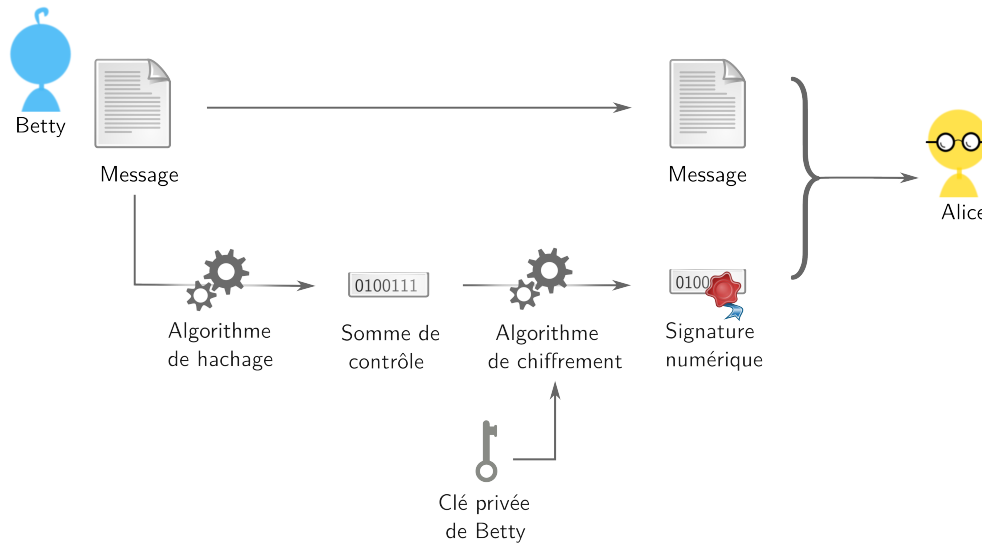 Betty
Message
Message
Alice
0100111
0100
Algorithme
de hachage
Somme de
contrôle
Algorithme
de chiffrement
Signature
numérique
Clé privée
de Betty